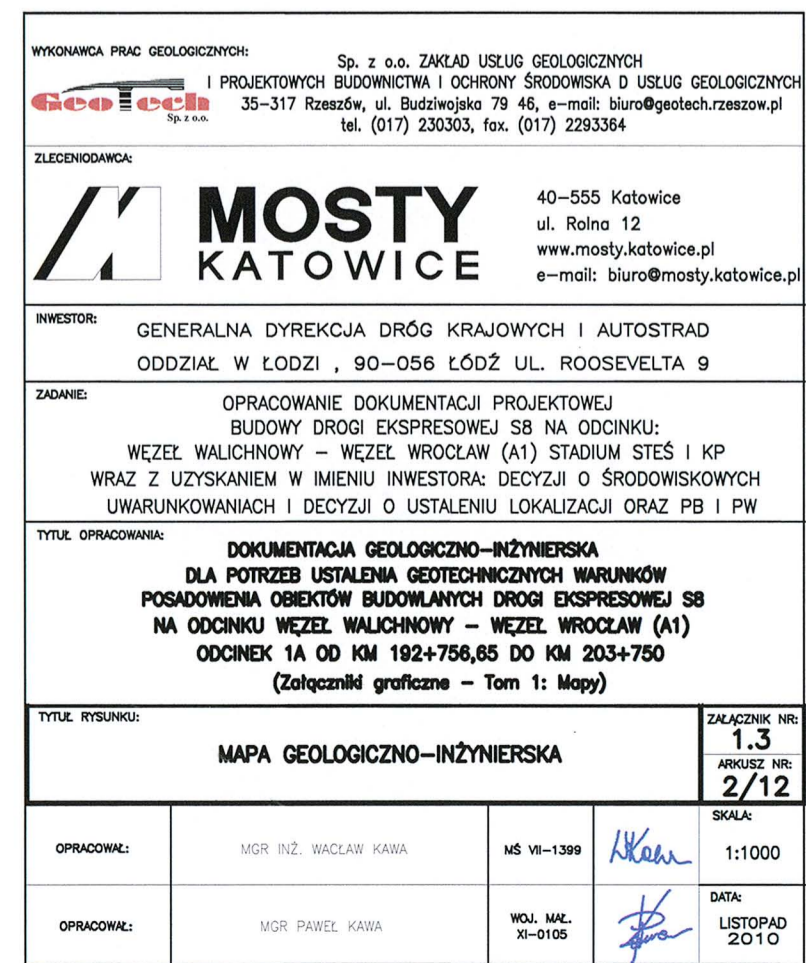 WYKONAWCA PRAC GEOLOGICZNYCH:
GeoTech
Sp. z o.o.
Sp. z o.o. ZAKŁAD USŁUG GEOLOGICZNYCH
I PROJEKTOWYCH BUDOWNICTWA I OCHRONY ŚRODOWISKA D USŁUG GEOLOGICZNYCH
35-317 Rzeszów, ul. Budziwojska 79 46, e-mail: biuro@geotech.rzeszow.pl
tel. (017) 230303, fax. (017) 2293364
ZLECENIODAWCA:
MOSTY
KATOWICE
40-555 Katowice
ul. Rolna 12
www.mosty.katowice.pl
e-mail: biuro@mosty.katowice.pl
INWESTOR:
GENERALNA DYREKCJA DRÓG KRAJOWYCH I AUTOSTRAD
ODDZIAŁ W ŁODZI , 90-056 ŁÓDŹ UL. ROOSEVELTA 9
ZADANIE:
OPRACOWANIE DOKUMENTACJI PROJEKTOWEJ
BUDOWY DROGI EKSPRESOWEJ S8 NA ODCINKU:
WĘZEŁ WALICHNOWY – WĘZEŁ WROCŁAW (A1) STADIUM STEŚ I KP
WRAZ Z UZYSKANIEM W IMIENIU INWESTORA: DECYZJI O ŚRODOWISKOWYCH
UWARUNKOWANIACH I DECYZJI O USTALENIU LOKALIZACJI ORAZ PB I PW
TYTUŁ OPRACOWANIA:
DOKUMENTACJA GEOLOGICZNO-INŻYNIERSKA
DLA POTRZEB USTALENIA GEOTECHNICZNYCH WARUNKÓW
POSADOWIENIA OBIEKTÓW BUDOWLANYCH DROGI EKSPRESOWEJ S8
NA ODCINKU WĘZEŁ WALICHNOWY – WĘZEŁ WROCŁAW (A1)
ODCINEK 1A OD KM 192+756,65 DO KM 203+750
(Załączniki graficzne – Tom 1: Mapy)
TYTUŁ RYSUNKU:
MAPA GEOLOGICZNO-INŻYNIERSKA
ZAŁĄCZNIK NR:
1.3
ARKUSZ NR:
2/12
OPRACOWAŁ:
MGR INŻ. WACŁAW KAWA
MŚ VII-1399
SKALA:
1:1000
OPRACOWAŁ:
MGR PAWEŁ KAWA
WOJ. MAŁ.
XI-0105
DATA:
LISTOPAD
2010